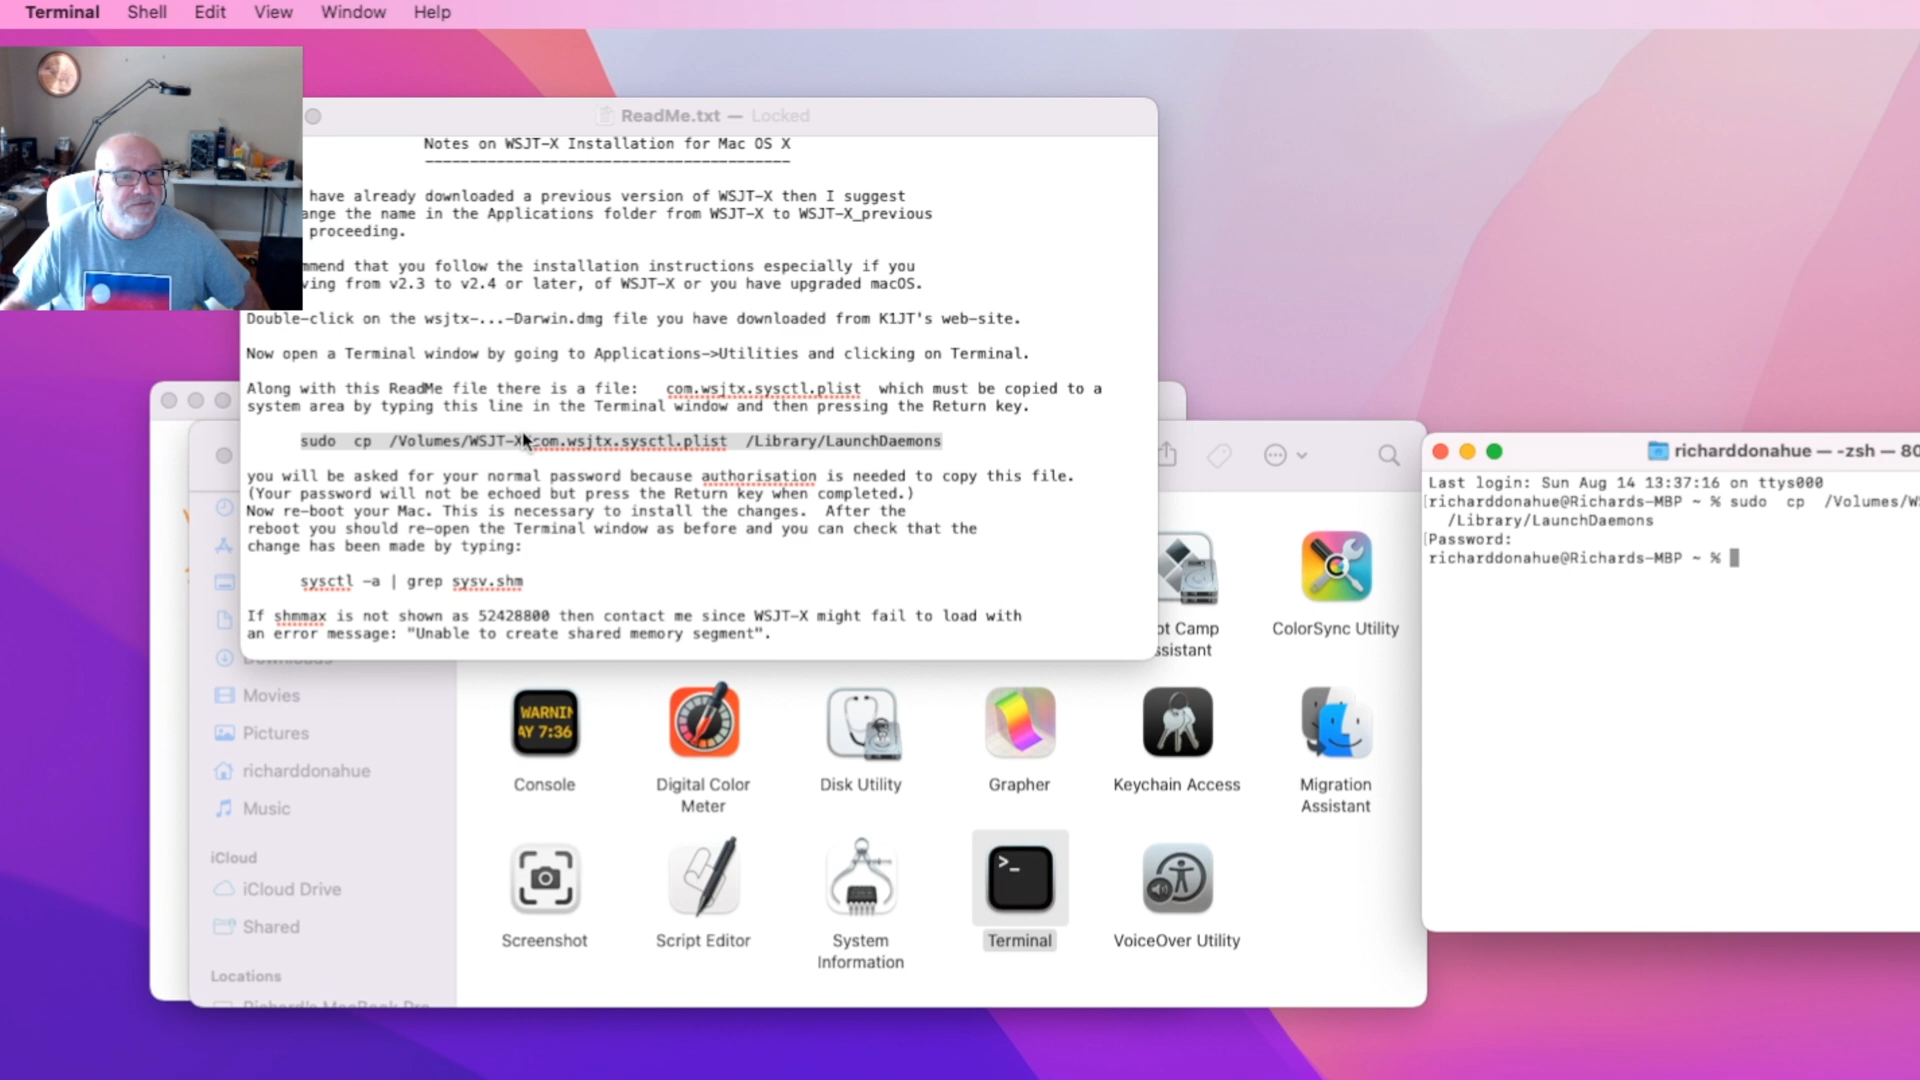 Terminal Shell Edit View Window Help
ReadMe.txt — Locked
Notes on WSJT-X Installation for Mac OS X
-----------------------------------------
have already downloaded a previous version of WSJT-X then I suggest
the name in the Applications folder from WSJT-X to WSJT-X_previous
proceeding.
that you follow the installation instructions especially if you
from v2.3 to v2.4 or later, of WSJT-X or you have upgraded macOS.
Double-click on the wsjtx-...-Darwin.dmg file you have downloaded from K1JT's web-site.
Now open a Terminal window by going to Applications->Utilities and clicking on Terminal.
Along with this ReadMe file there is a file: com.wsjtx.sysctl.plist which must be copied to a
system area by typing this line in the Terminal window and then pressing the Return key.
sudo cp /Volumes/WSJT-X/com.wsjtx.sysctl.plist /Library/LaunchDaemons
you will be asked for your normal password because authorisation is needed to copy this file.
(Your password will not be echoed but press the Return key when completed.)
Now re-boot your Mac. This is necessary to install the changes. After the
reboot you should re-open the Terminal window as before and you can check that the
change has been made by typing:
sysctl -a | grep sysv.shm
If shmmax is not shown as 52428800 then contact me since WSJT-X might fail to load with
an error message: "Unable to create shared memory segment".
richarddonahue — -zsh — 80
Last login: Sun Aug 14 13:37:16 on ttys000
[richarddonahue@Richards-MBP ~ % sudo cp /Volumes/WS
/Library/LaunchDaemons
[Password:
richarddonahue@Richards-MBP ~ %
Movies
Pictures
richarddonahue
Music
iCloud
iCloud Drive
Shared
Locations
Camp
ColorSync Utility
WARNIN
AY 7:36
Console
Digital Color
Meter
Disk Utility
Grapher
Keychain Access
Migration
Assistant
>_
Screenshot
Script Editor
System
Information
Terminal
VoiceOver Utility